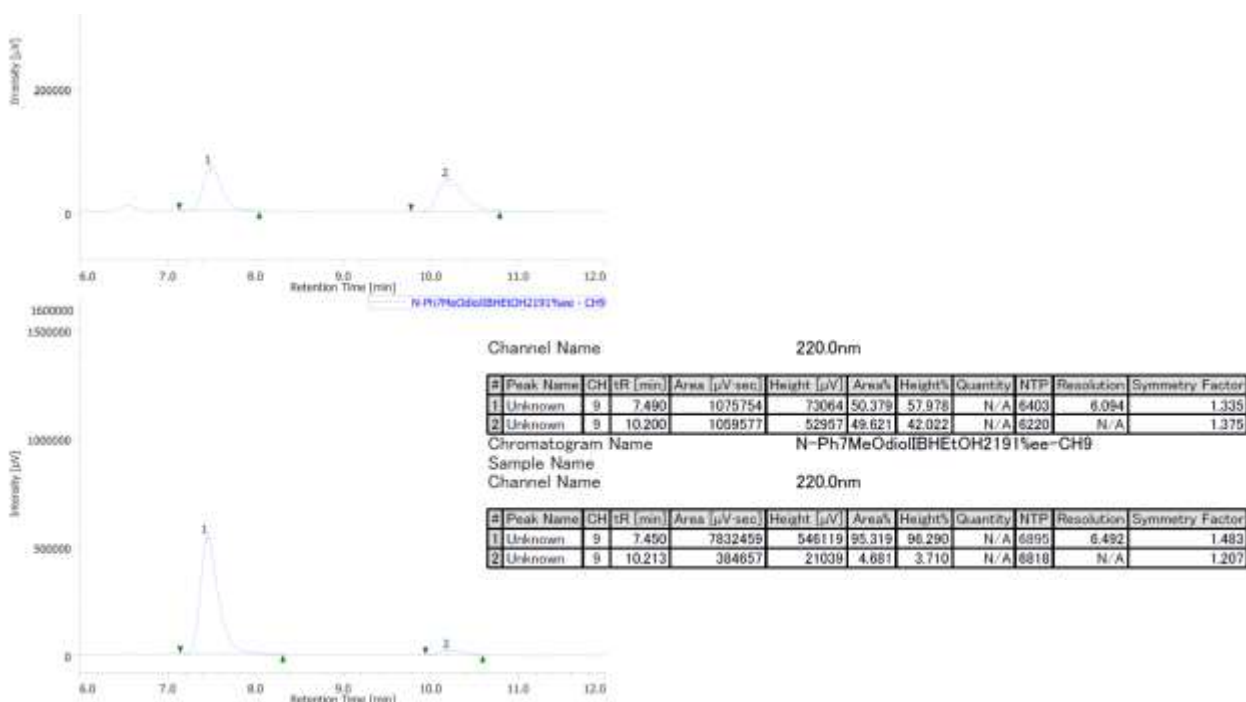 Intensity [μV]
200000
0
1
2
6.0 7.0 8.0 9.0 10.0 11.0 12.0
Retention Time [min]
N-Ph7MeOdiolIBHEtOH2191%ee - CH9
1600000
1500000
1000000
500000
0
Intensity [μV]
1
2
6.0 7.0 8.0 9.0 10.0 11.0 12.0
Retention Time [min]
Channel Name 220.0nm
# Peak Name CH tR [min] Area [μV·sec] Height [μV] Area% Height% Quantity NTP Resolution Symmetry Factor
1 Unknown 9 7.490 1075754 73064 50.379 57.978 N/A 6403 6.094 1.335
2 Unknown 9 10.200 1059577 52957 49.621 42.022 N/A 6220 N/A 1.375
Chromatogram Name N-Ph7MeOdiolIBHEtOH2191%ee-CH9
Sample Name
Channel Name 220.0nm
# Peak Name CH tR [min] Area [μV·sec] Height [μV] Area% Height% Quantity NTP Resolution Symmetry Factor
1 Unknown 9 7.450 7832459 546119 95.319 96.290 N/A 6895 6.492 1.483
2 Unknown 9 10.213 384657 21039 4.681 3.710 N/A 6818 N/A 1.207